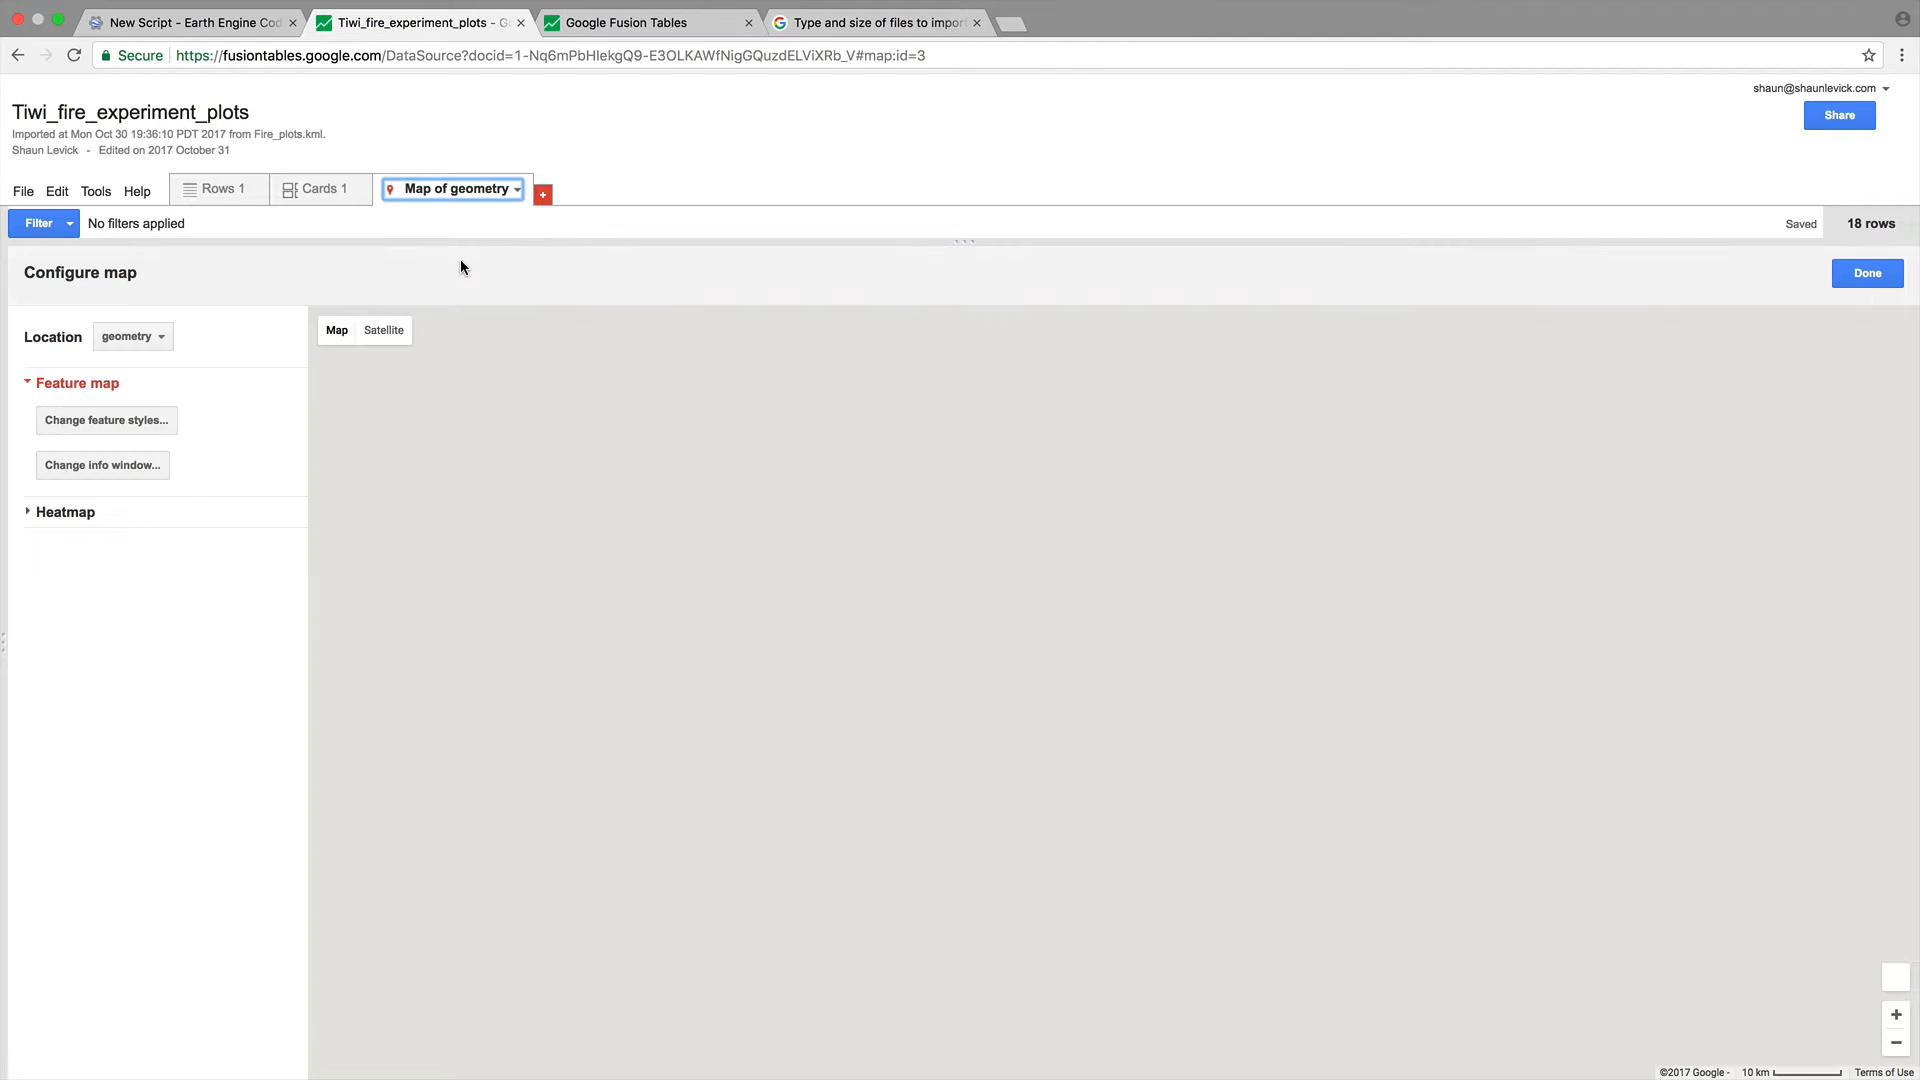 New Script - Earth Engine Cod
Tiwi_fire_experiment_plots - Go
Google Fusion Tables
Type and size of files to import
Secure https://fusiontables.google.com/DataSource?docid=1-Nq6mPbHlekgQ9-E3OLKAWfNigGQuzdELViXRb_V#map:id=3
shaun@shaunlevick.com
Tiwi_fire_experiment_plots
Share
Imported at Mon Oct 30 19:36:10 PDT 2017 from Fire_plots.kml.
Shaun Levick - Edited on 2017 October 31
File Edit Tools Help Rows 1 Cards 1 Map of geometry +
Filter No filters applied Saved 18 rows
Configure map Done
Location geometry
Map Satellite
Feature map
Change feature styles...
Change info window...
Heatmap
+
−
©2017 Google - 10 km Terms of Use